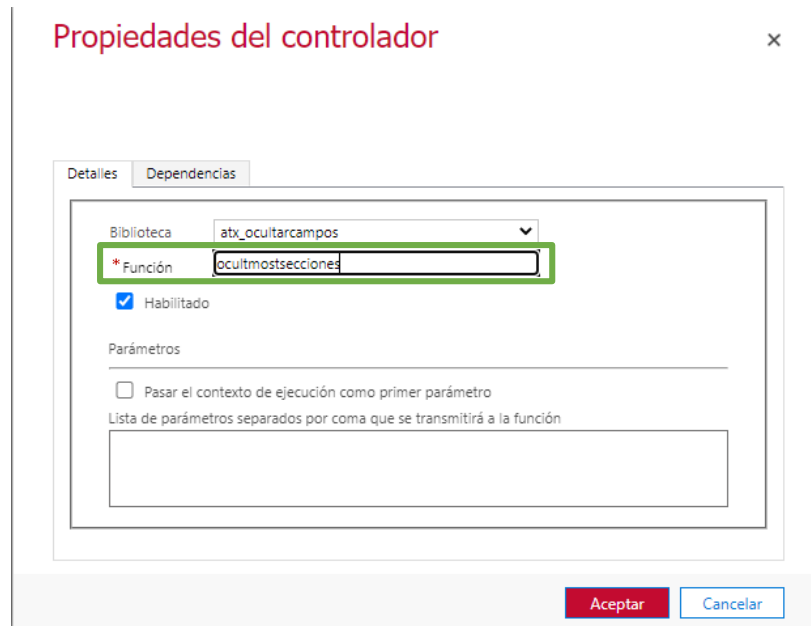 Propiedades del controlador
×
Detalles Dependencias
Biblioteca atx_ocultarcampos
*Función ocultmostsecciones
Habilitado
Parámetros
Pasar el contexto de ejecución como primer parámetro
Lista de parámetros separados por coma que se transmitirá a la función
Aceptar Cancelar